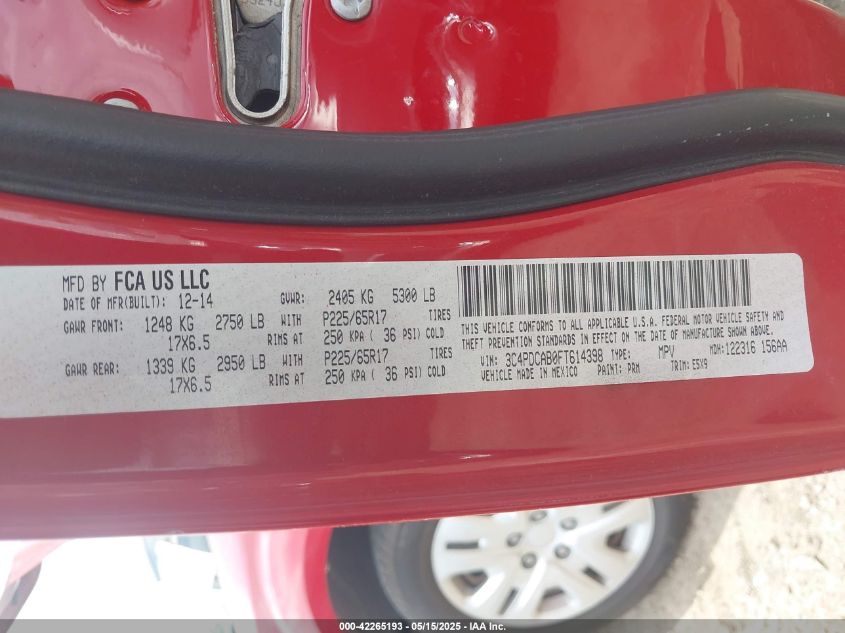 MFD BY FCA US LLC
DATE OF MFR(BUILT): 12-14 GVWR: 2405 KG 5300 LB
GAWR FRONT: 1248 KG 2750 LB WITH P225/65R17 TIRES
17X6.5 RIMS AT 250 KPA ( 36 PSI) COLD
GAWR REAR: 1339 KG 2950 LB WITH P225/65R17 TIRES
17X6.5 RIMS AT 250 KPA ( 36 PSI) COLD
THIS VEHICLE CONFORMS TO ALL APPLICABLE U.S.A. FEDERAL MOTOR VEHICLE SAFETY AND
THEFT PREVENTION STANDARDS IN EFFECT ON THE DATE OF MANUFACTURE SHOWN ABOVE.
VIN: 3C4PDCAB0FT614398 TYPE: MPV MDH: 122316 156AA
VEHICLE MADE IN MEXICO PAINT: PRM TRIM: E5X9
000-42265193 - 05/15/2025 - IAA Inc.